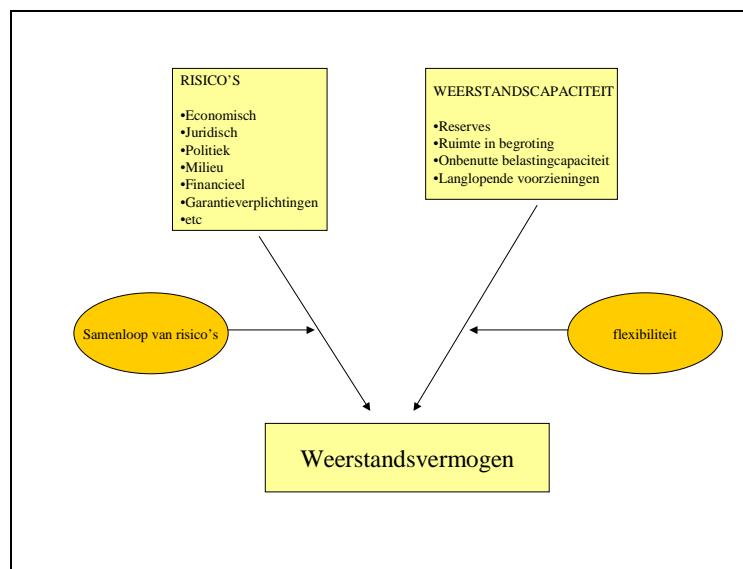 RISICO'S
•Economisch
•Juridisch
•Politiek
•Milieu
•Financieel
•Garantieverplichtingen
•etc
WEERSTANDSCAPACITEIT
•Reserves
•Ruimte in begroting
•Onbenutte belastingcapaciteit
•Langlopende voorzieningen
Samenloop van risico's
flexibiliteit
Weerstandsvermogen